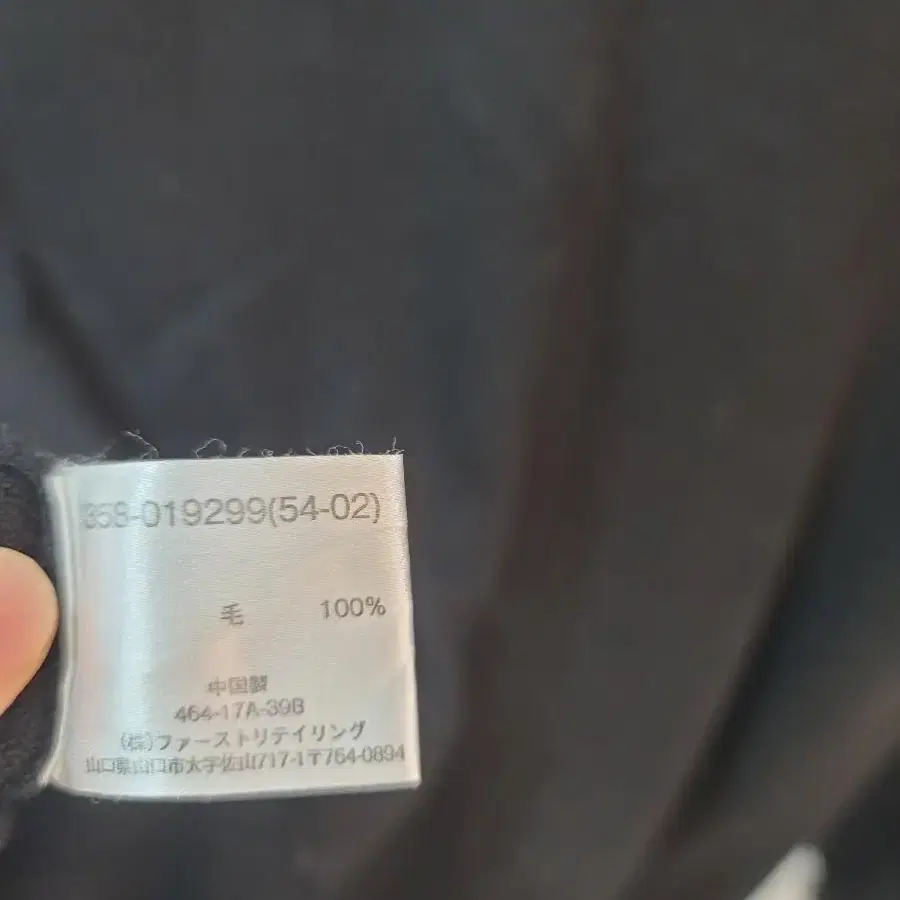 358-019299(54-02)
毛 100%
中国製
464-17A-39B
(株)ファーストリテイリング
山口県山口市大字佐山717-1〒754-0894